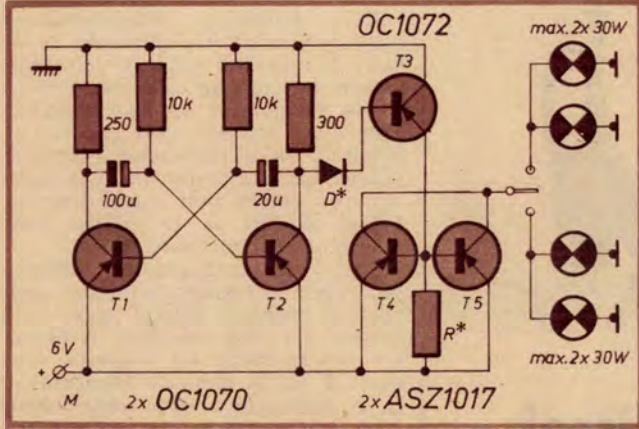 OC1072
max. 2x 30W
T3
10k
10k
250
300
100u
20u
D*
T1
T2
T4
T5
R*
6V
+
M
2x OC1070
2x ASZ1017
max. 2x 30W